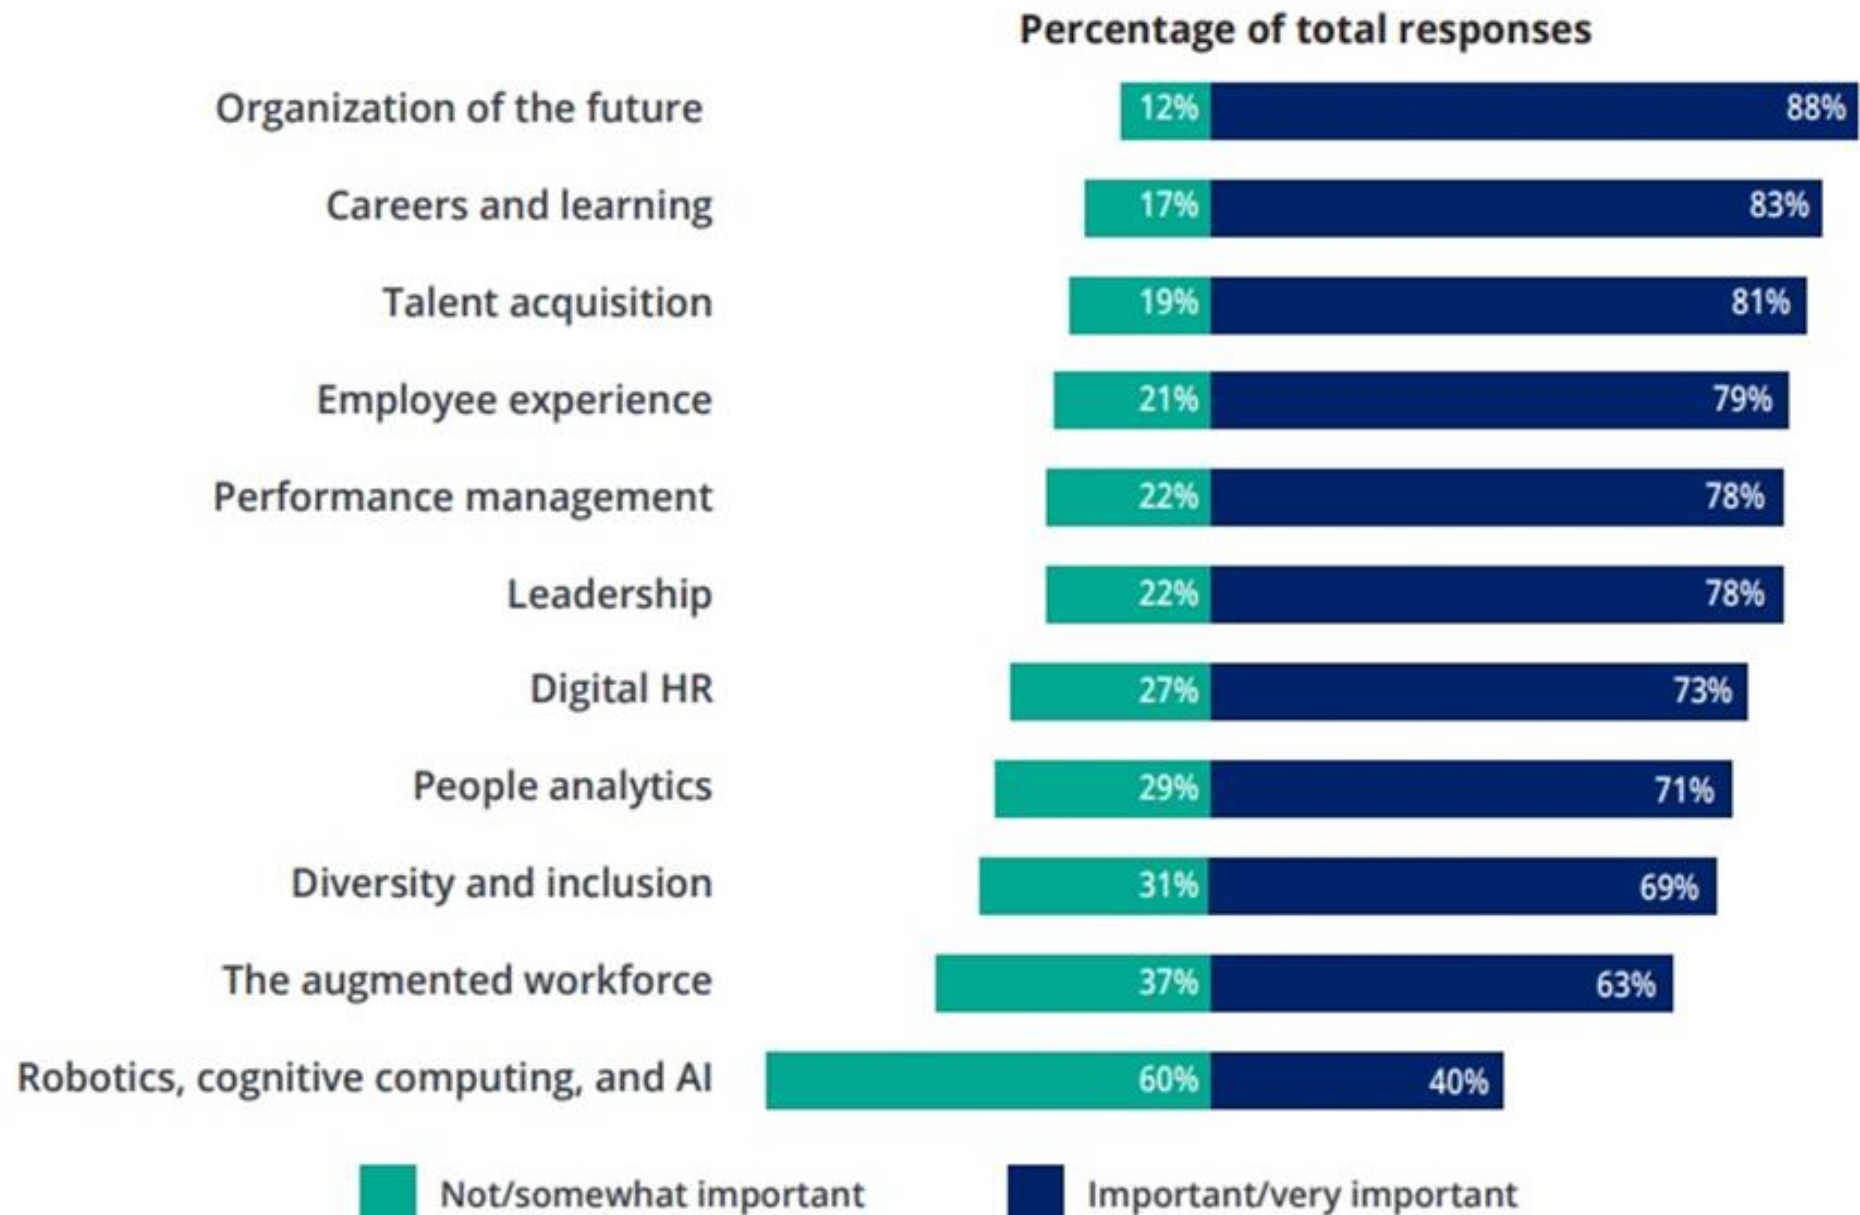 Percentage of total responses
Organization of the future 12% 88%
Careers and learning 17% 83%
Talent acquisition 19% 81%
Employee experience 21% 79%
Performance management 22% 78%
Leadership 22% 78%
Digital HR 27% 73%
People analytics 29% 71%
Diversity and inclusion 31% 69%
The augmented workforce 37% 63%
Robotics, cognitive computing, and AI 60% 40%
Not/somewhat important Important/very important